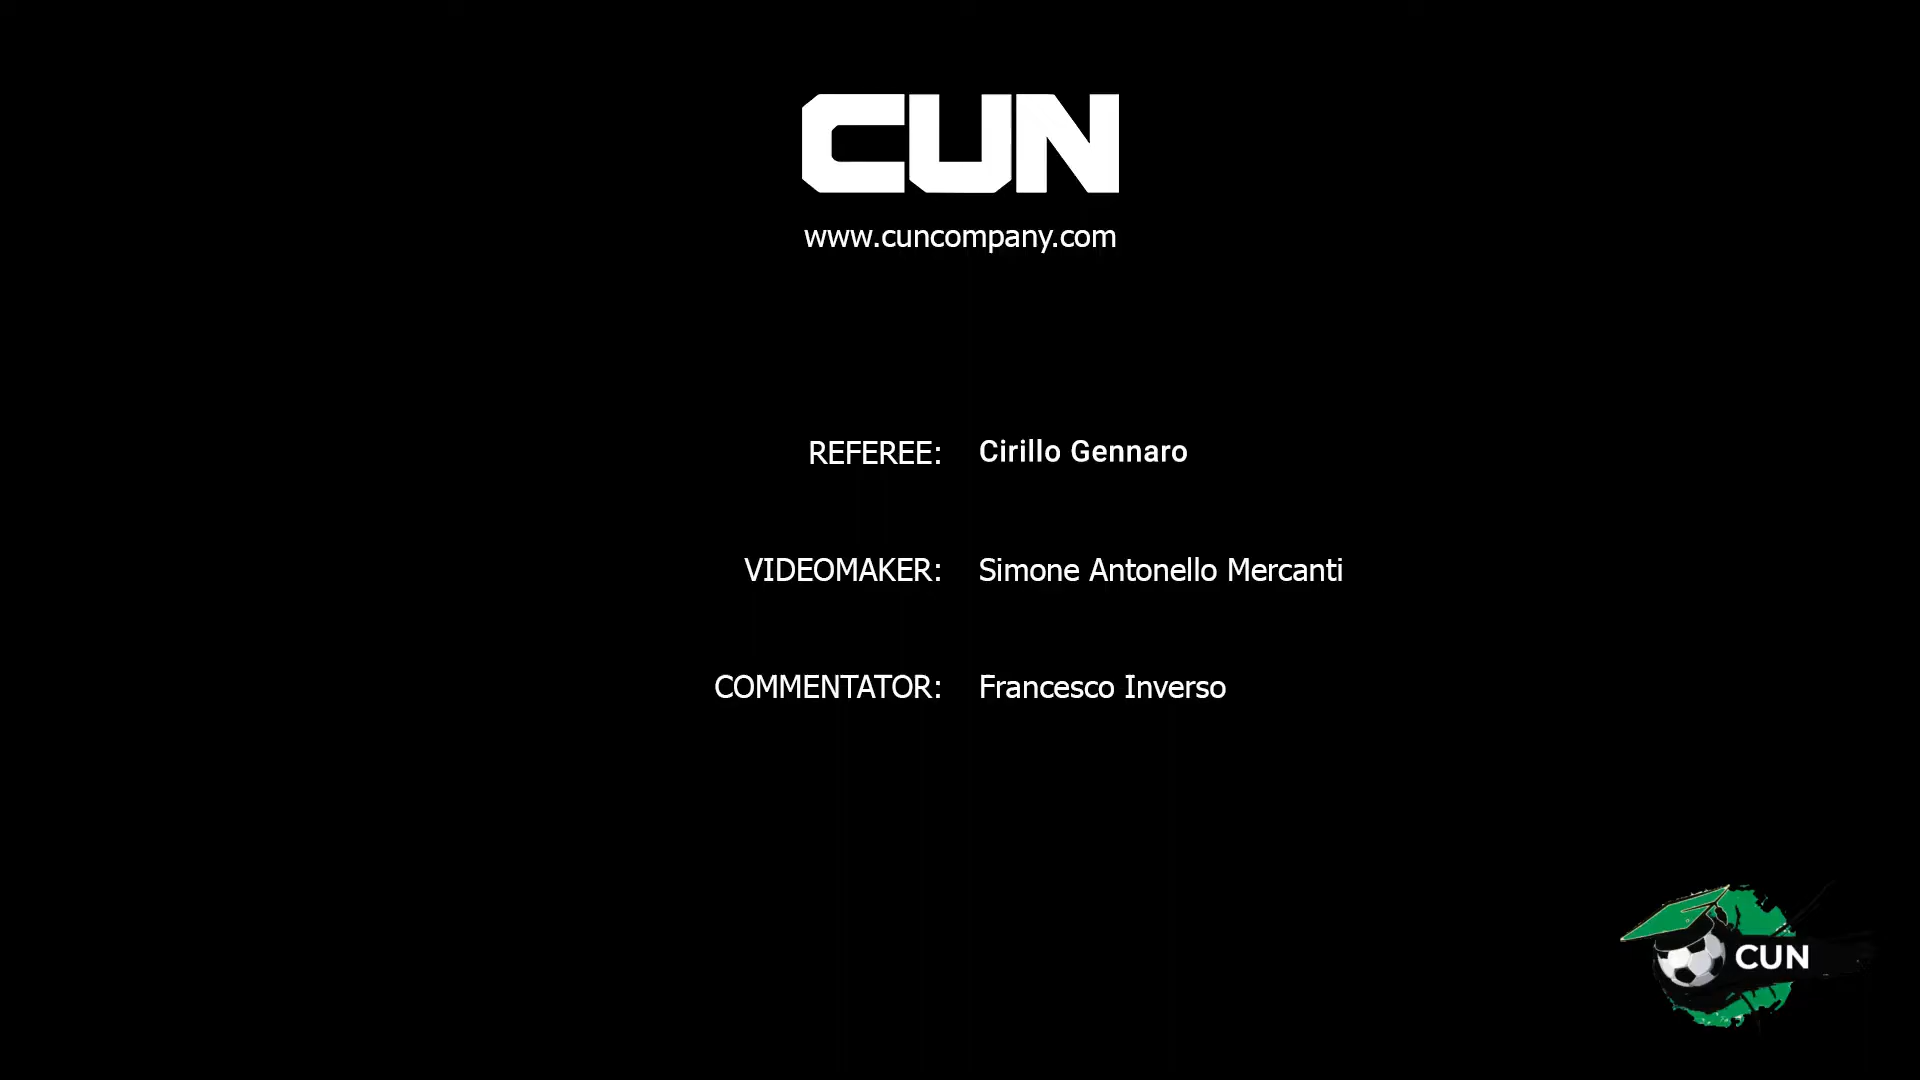 CUN
www.cuncompany.com
REFEREE: Cirillo Gennaro
VIDEOMAKER: Simone Antonello Mercanti
COMMENTATOR: Francesco Inverso
CUN